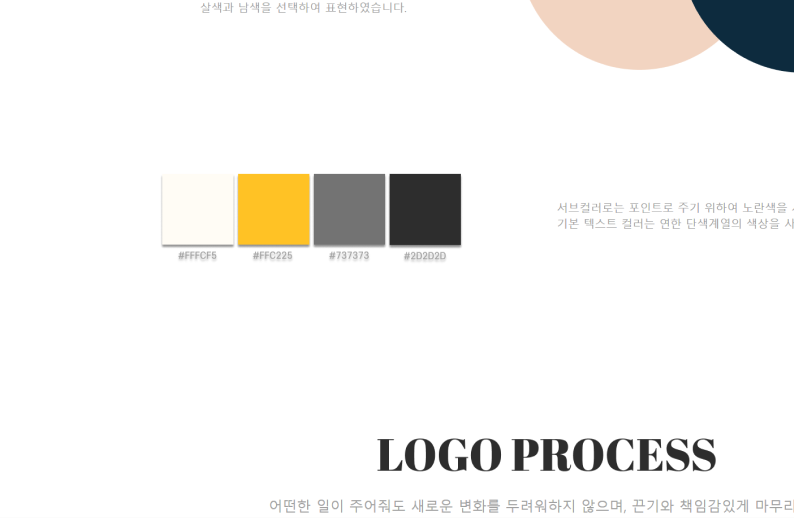 살색과 남색을 선택하여 표현하였습니다.
서브컬러로는 포인트로 주기 위하여 노란색을
기본 텍스트 컬러는 연한 단색계열의 색상을 사
#FFFCF5 #FFC225 #737373 #2D2D2D
LOGO PROCESS
어떤한 일이 주어줘도 새로운 변화를 두려워하지 않으며, 끈기와 책임감있게 마무리